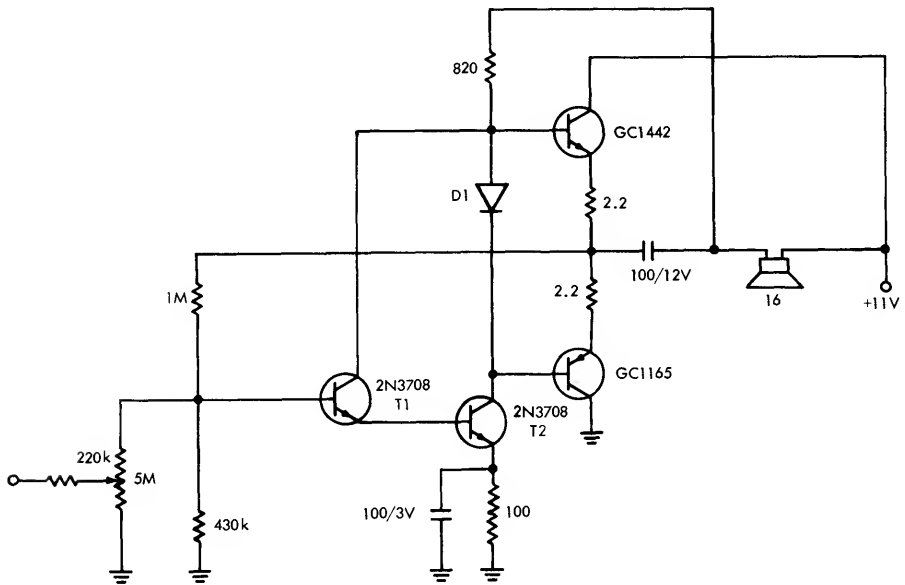 820
GC1442
D1
2.2
1M
100/12V
2.2
16
+11V
2N3708
T1
GC1165
2N3708
T2
220k
5M
430k
100/3V
100